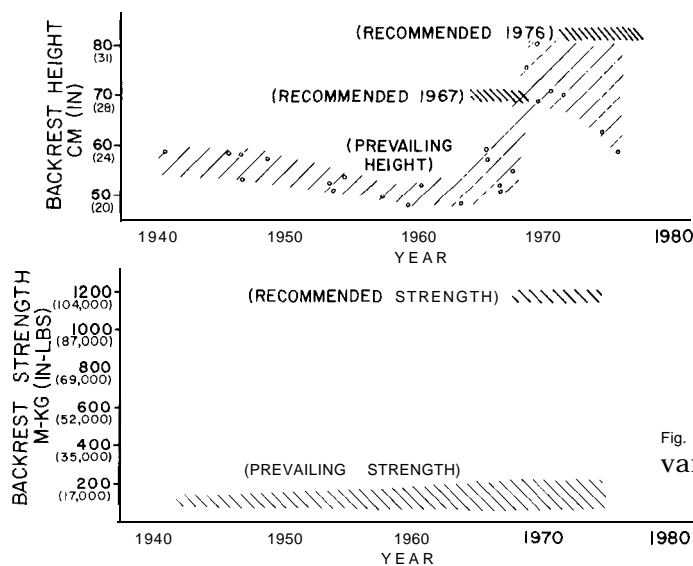 BACKREST HEIGHT
CM (IN)
80
(31)
70
(28)
60
(24)
50
(20)
(RECOMMENDED 1976)
(RECOMMENDED 1967)
(PREVAILING
HEIGHT)
1940 1950 1960 1970 1980
YEAR
BACKREST STRENGTH
M-KG (IN-LBS)
1200
(104,000)
1000
(87,000)
800
(69,000)
600
(52,000)
400
(35,000)
200
(17,000)
(RECOMMENDED STRENGTH)
(PREVAILING STRENGTH)
1940 1950 1960 1970 1980
YEAR
Fig.